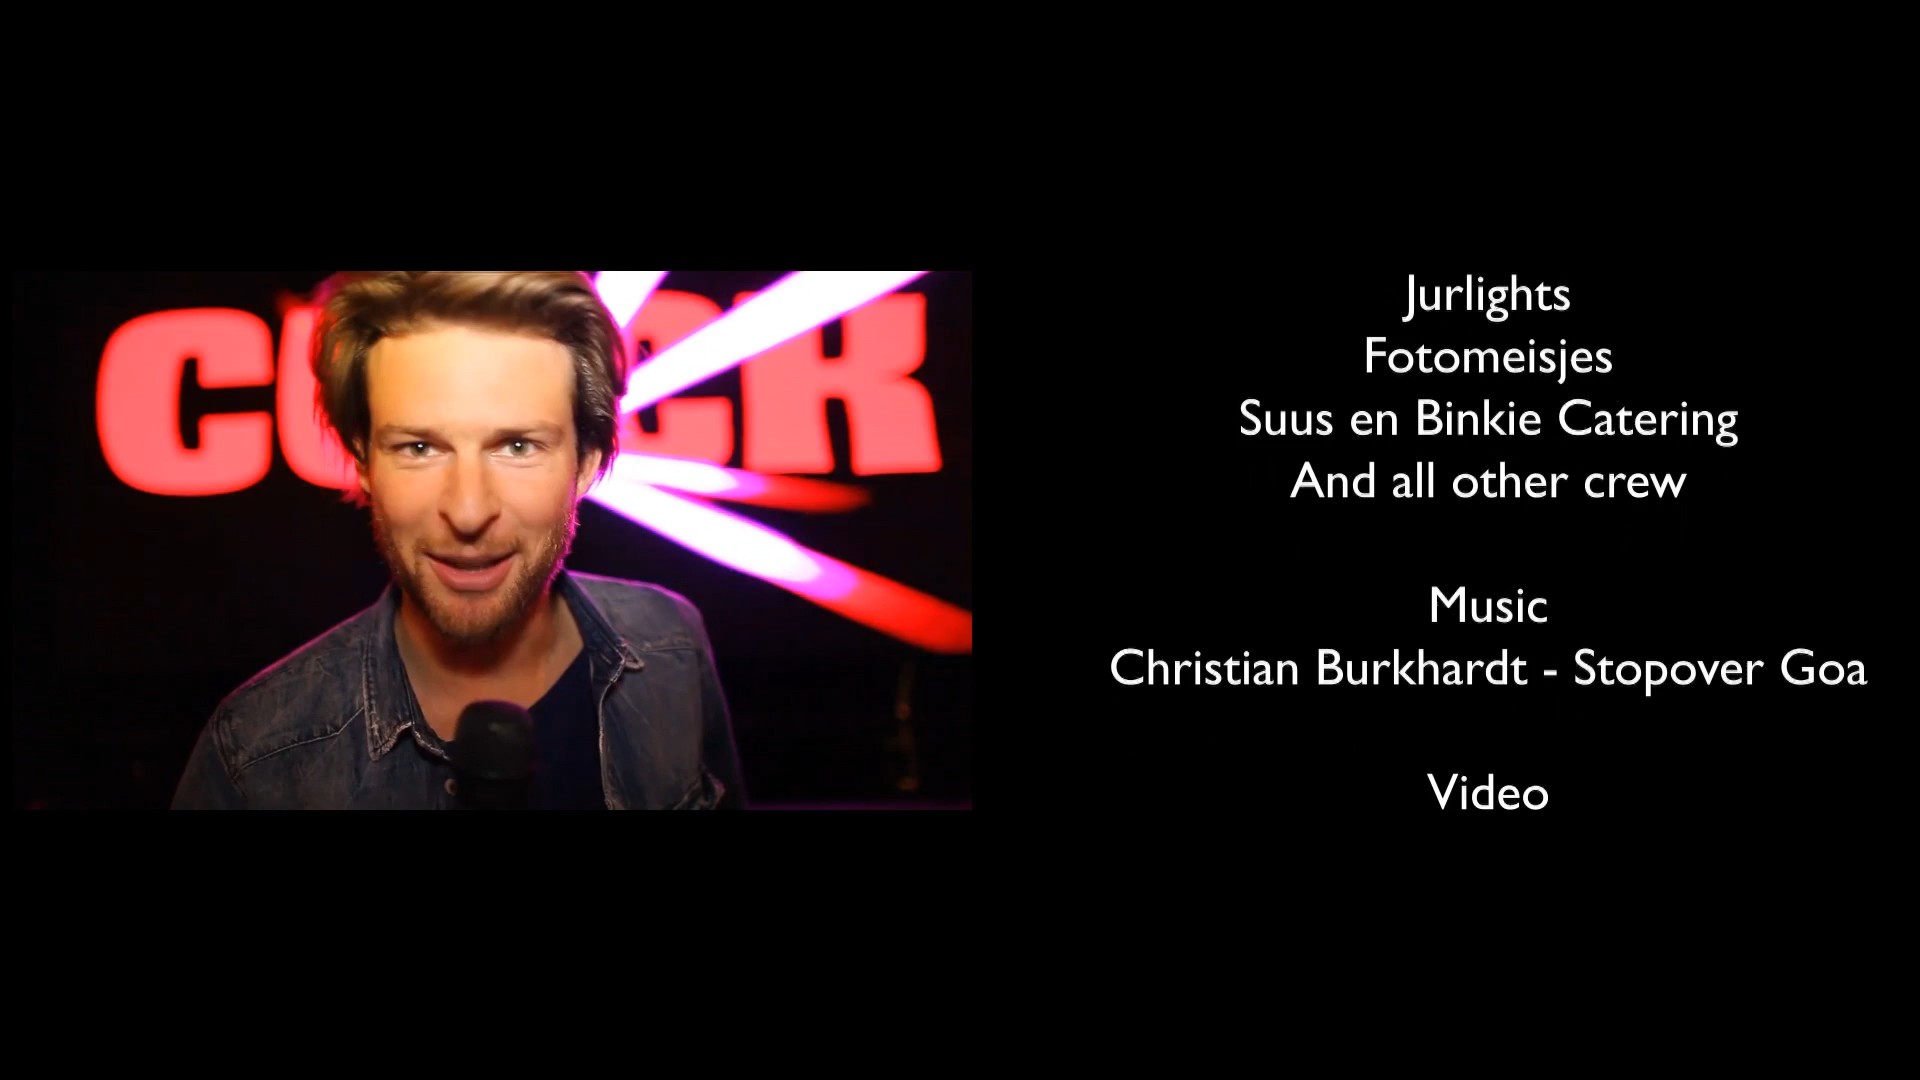 Jurlights
Fotomeisjes
Suus en Binkie Catering
And all other crew
Music
Christian Burkhardt - Stopover Goa
Video